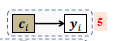 c_i → y_i 5